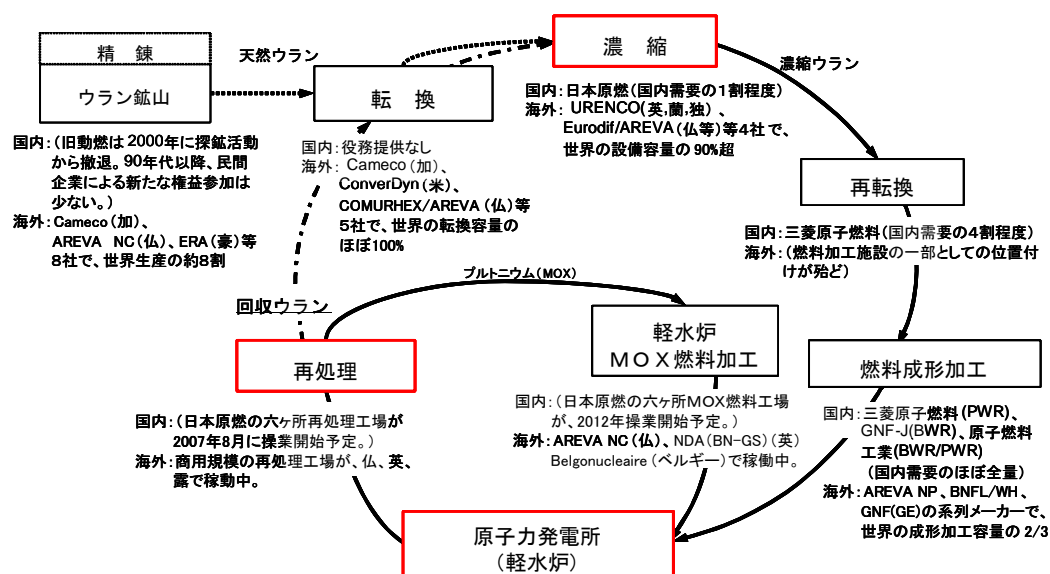 精 錬
ウラン鉱山
国内：(旧動燃は 2000年に探鉱活動
から撤退。90年代以降、民間
企業による新たな権益参加は
少ない。)
海外：Cameco（加）、
AREVA NC（仏）、ERA（豪）等
８社で、世界生産の約８割
天然ウラン
転 換
国内：役務提供なし
海外： Cameco（加）、
ConverDyn（米）、
COMURHEX/AREVA（仏）等
５社で、世界の転換容量の
ほぼ100%
濃 縮
国内：日本原燃（国内需要の１割程度）
海外： URENCO(英,蘭,独) 、
Eurodif/AREVA（仏等）等４社で、
世界の設備容量の 90%超
濃縮ウラン
再転換
国内：三菱原子燃料（国内需要の４割程度）
海外：（燃料加工施設の一部としての位置付
けが殆ど）
プルトニウム（MOX）
回収ウラン
再処理
国内：（日本原燃の六ヶ所再処理工場が
2007年8月に操業開始予定。）
海外：商用規模の再処理工場が、仏、英、
露で稼動中。
軽水炉
ＭＯＸ燃料加工
国内：（日本原燃の六ヶ所MOX燃料工場
が、2012年操業開始予定。）
海外：AREVA NC（仏）、NDA（BN-GS）（英）
Belgonucleaire（ベルギー）で稼働中。
燃料成形加工
国内：三菱原子燃料（PWR）、
GNF-J(BWR)、原子燃料
工業(BWR/PWR)
（国内需要のほぼ全量）
海外：AREVA NP、BNFL/WH、
GNF(GE)の系列メーカーで、
世界の成形加工容量の 2/3
原子力発電所
（軽水炉）